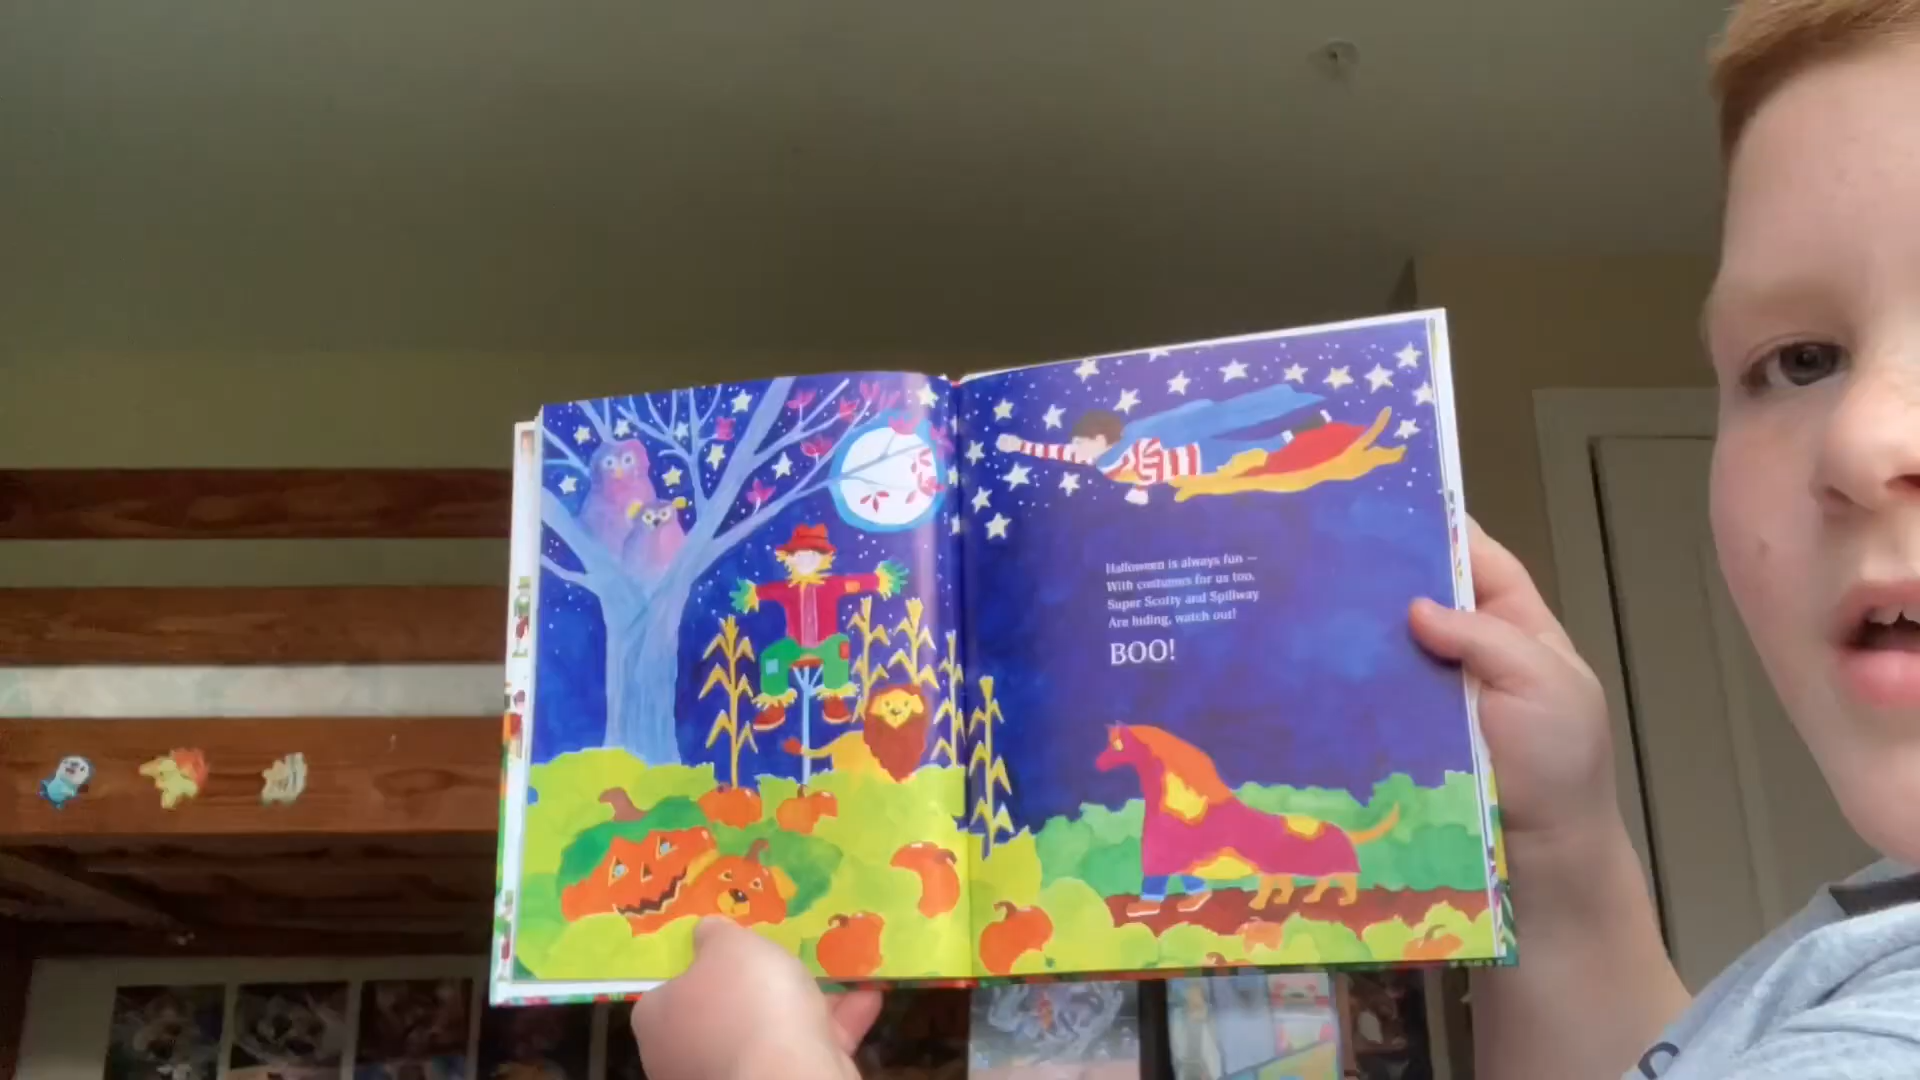 Halloween is always fun —
With costumes for us too.
Super Scotty and Spillway
Are hiding, watch out!
BOO!